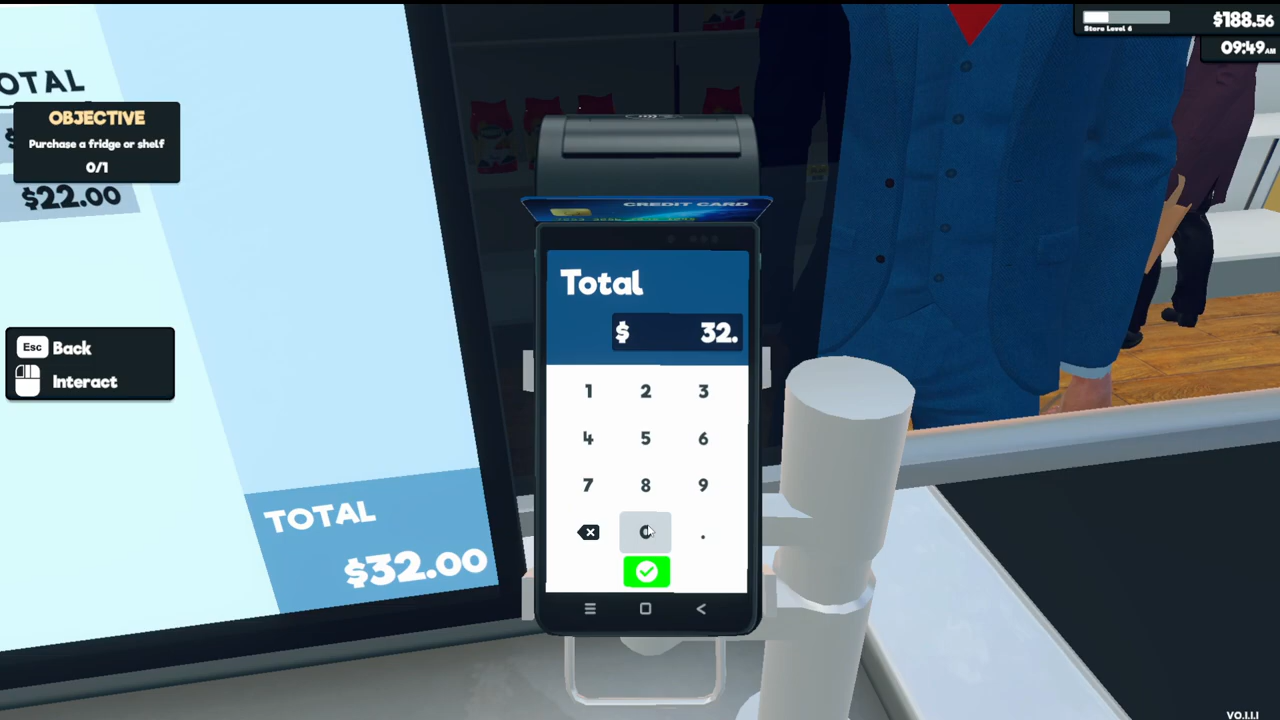 OTAL
$22.00
OBJECTIVE
Purchase a fridge or shelf
0/1
Esc Back
Interact
TOTAL
$32.00
CREDIT CARD
Total
$ 32.
1 2 3
4 5 6
7 8 9
.
$188.56
Store Level 6
09:49AM
V0.1.1.1